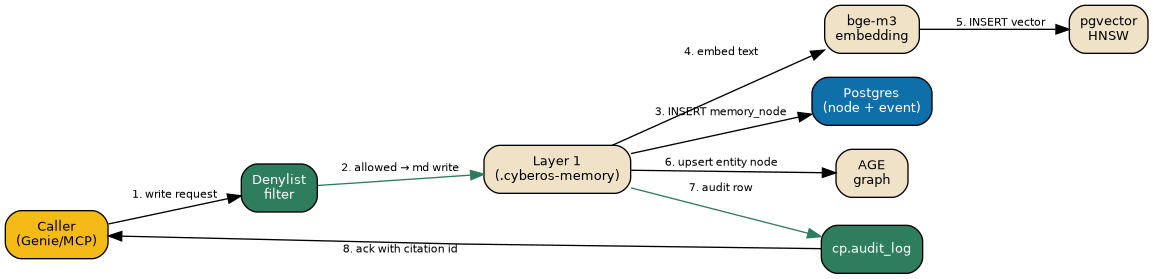 bge-m3
embedding
5. INSERT vector
pgvector
HNSW
4. embed text
Postgres
(node + event)
3. INSERT memory_node
Layer 1
(.cyberos-memory)
6. upsert entity node
AGE
graph
2. allowed → md write
Denylist
filter
7. audit row
1. write request
Caller
(Genie/MCP)
8. ack with citation id
cp.audit_log